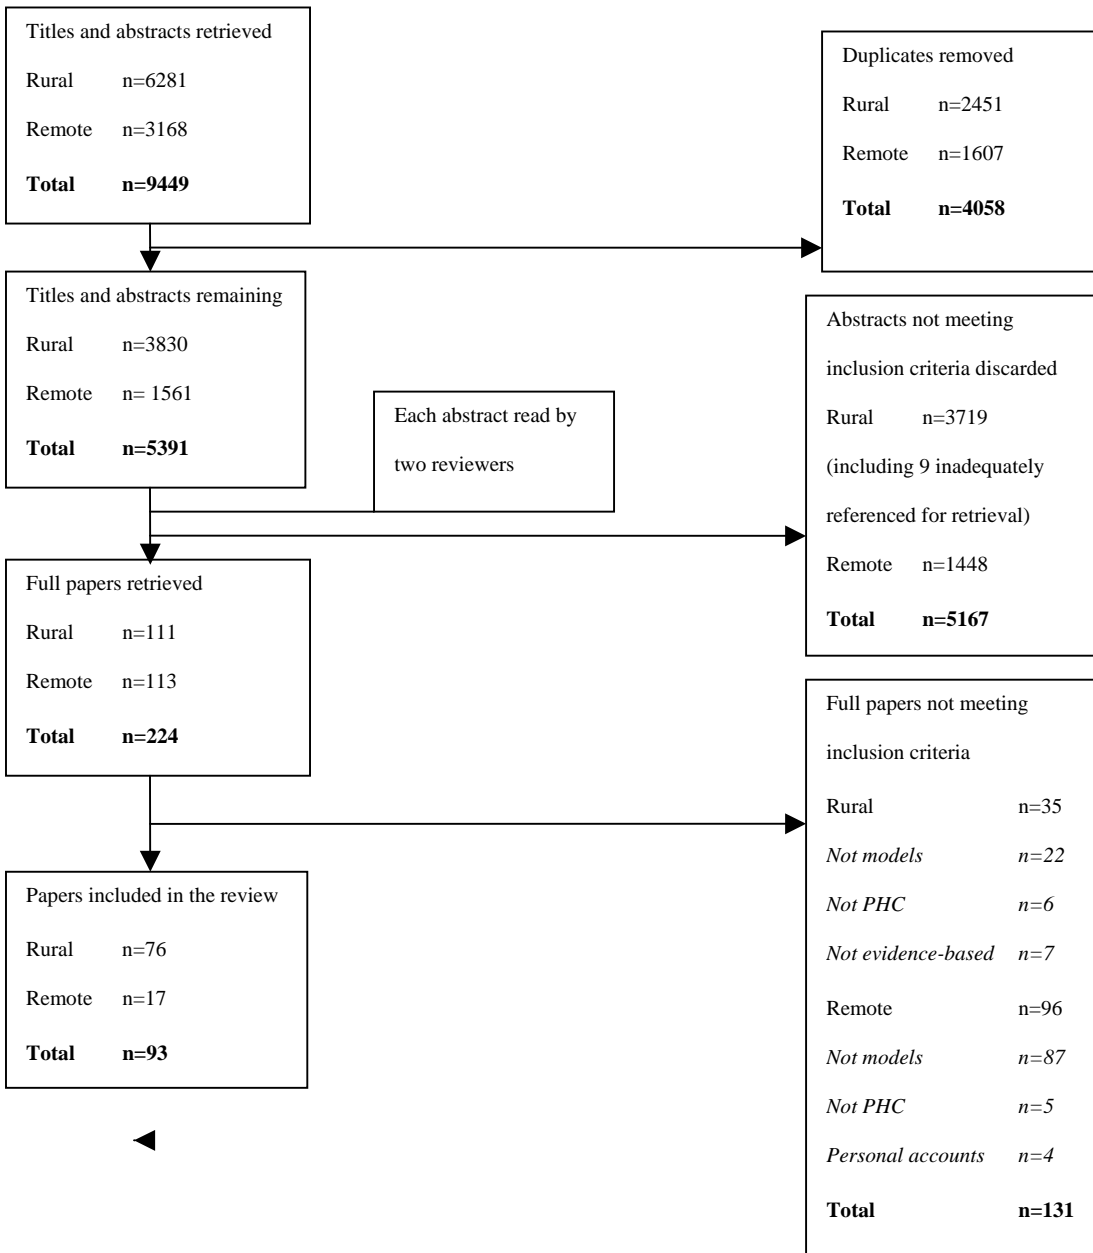 Titles and abstracts retrieved
Rural n=6281
Remote n=3168
Total n=9449
Duplicates removed
Rural n=2451
Remote n=1607
Total n=4058
Titles and abstracts remaining
Rural n=3830
Remote n= 1561
Total n=5391
Each abstract read by
two reviewers
Abstracts not meeting
inclusion criteria discarded
Rural n=3719
(including 9 inadequately
referenced for retrieval)
Remote n=1448
Total n=5167
Full papers retrieved
Rural n=111
Remote n=113
Total n=224
Full papers not meeting
inclusion criteria
Rural n=35
Not models n=22
Not PHC n=6
Not evidence-based n=7
Remote n=96
Not models n=87
Not PHC n=5
Personal accounts n=4
Total n=131
Papers included in the review
Rural n=76
Remote n=17
Total n=93